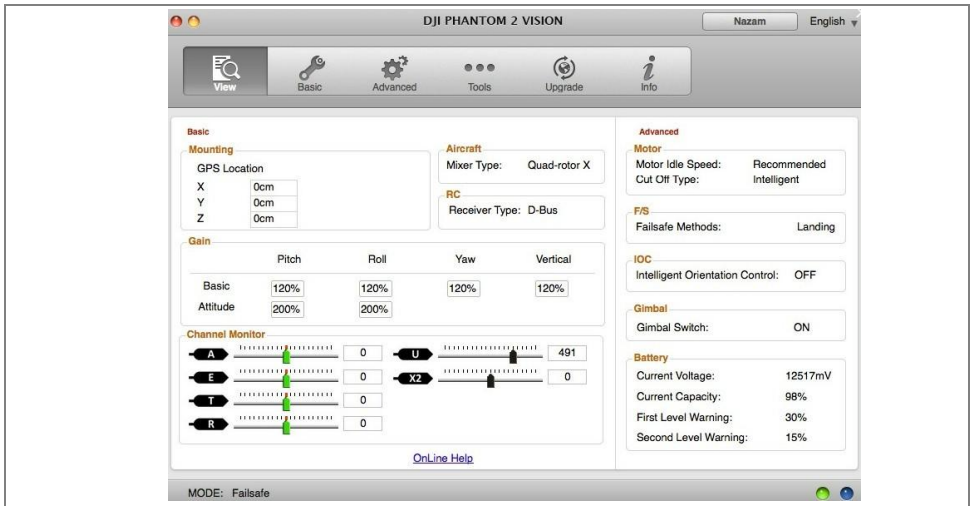 DJI PHANTOM 2 VISION
Nazam
English
View
Basic
Advanced
Tools
Upgrade
Info
Basic
Mounting
GPS Location
X 0cm
Y 0cm
Z 0cm
Aircraft
Mixer Type: Quad-rotor X
RC
Receiver Type: D-Bus
Gain
Pitch Roll Yaw Vertical
Basic 120% 120% 120% 120%
Attitude 200% 200%
Channel Monitor
A 0 U 491
E 0 X2 0
T 0
R 0
Advanced
Motor
Motor Idle Speed: Recommended
Cut Off Type: Intelligent
F/S
Failsafe Methods: Landing
IOC
Intelligent Orientation Control: OFF
Gimbal
Gimbal Switch: ON
Battery
Current Voltage: 12517mV
Current Capacity: 98%
First Level Warning: 30%
Second Level Warning: 15%
OnLine Help
MODE: Failsafe